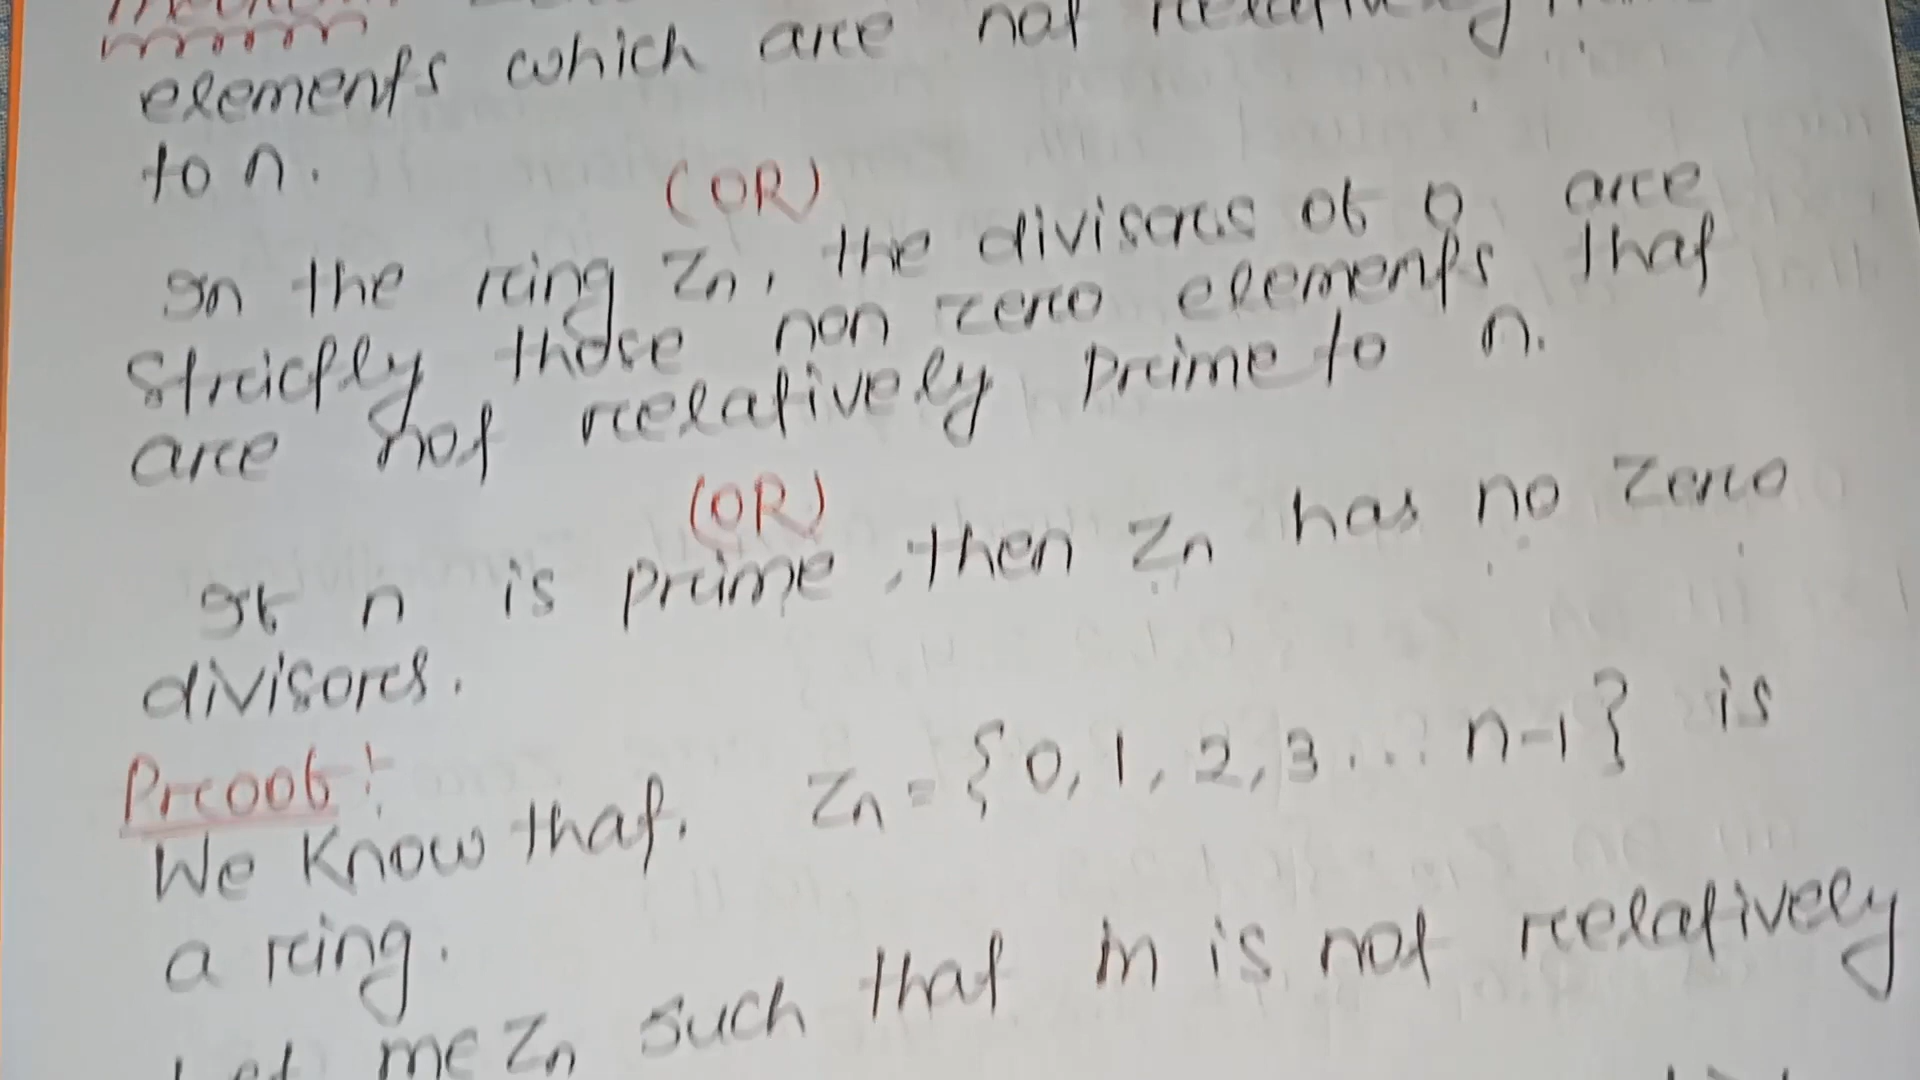 elements which are not relatively
to n.
(OR)
In the ring Zn, the divisors of 0 are
strictly those non zero elements that
are not relatively prime to n.
(OR)
If n is prime, then Zn has no zero
divisors.
Proof:
We know that. Zn = {0, 1, 2, 3... n-1} is
a ring.
Let m∈Zn such that m is not relatively